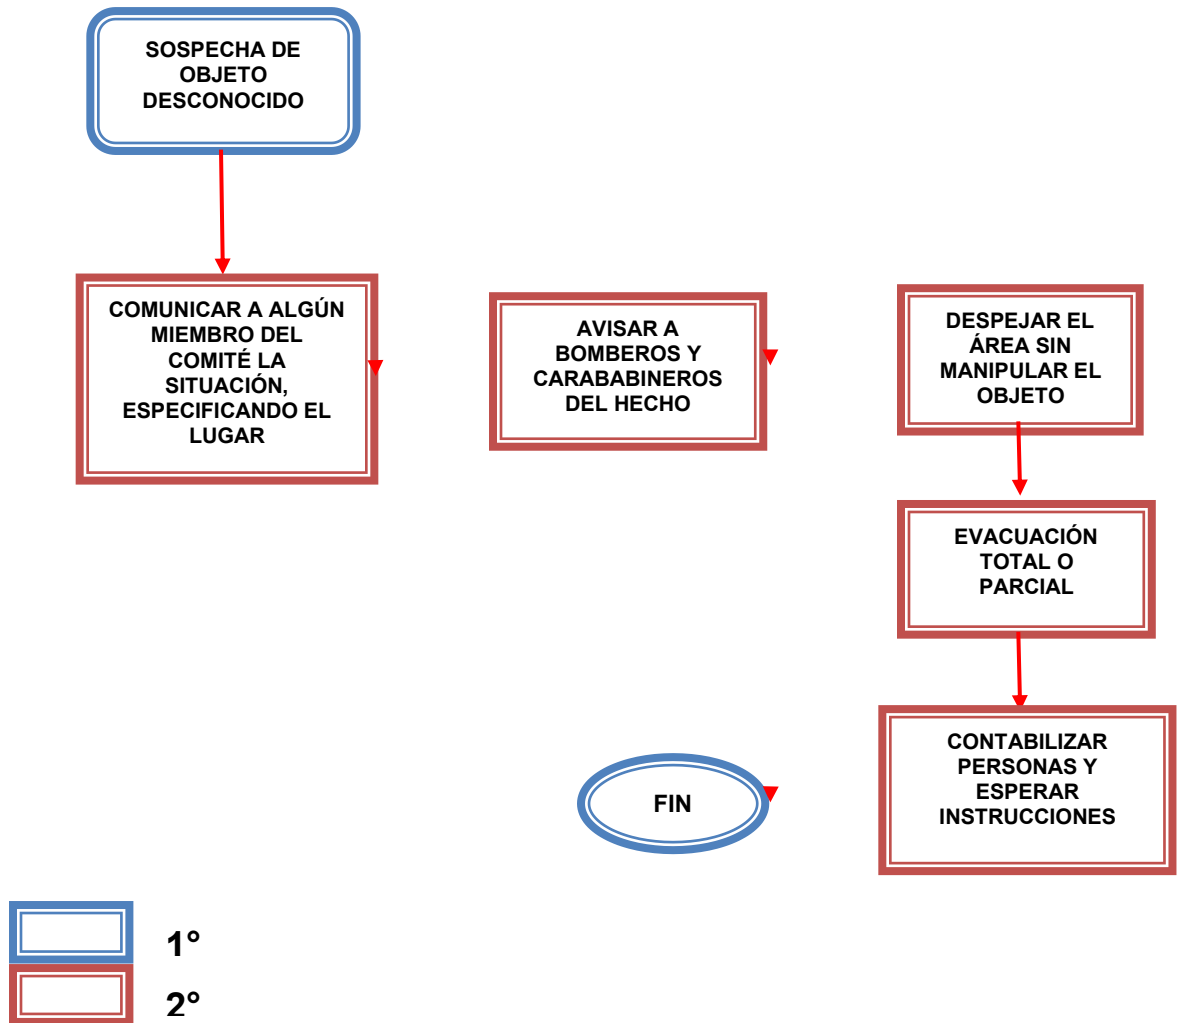 SOSPECHA DE
OBJETO
DESCONOCIDO
COMUNICAR A ALGÚN
MIEMBRO DEL
COMITÉ LA
SITUACIÓN,
ESPECIFICANDO EL
LUGAR
AVISAR A
BOMBEROS Y
CARABABINEROS
DEL HECHO
DESPEJAR EL
ÁREA SIN
MANIPULAR EL
OBJETO
EVACUACIÓN
TOTAL O
PARCIAL
CONTABILIZAR
PERSONAS Y
ESPERAR
INSTRUCCIONES
FIN
1°
2°